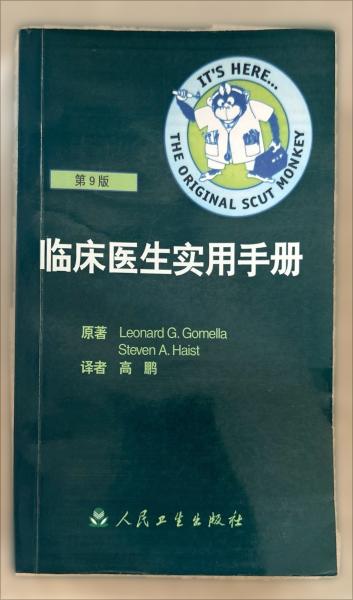 IT'S HERE...
THE ORIGINAL SCUT MONKEY
第9版
临床医生实用手册
原著 Leonard G. Gomella
Steven A. Haist
译者 高 鹏
人民卫生出版社